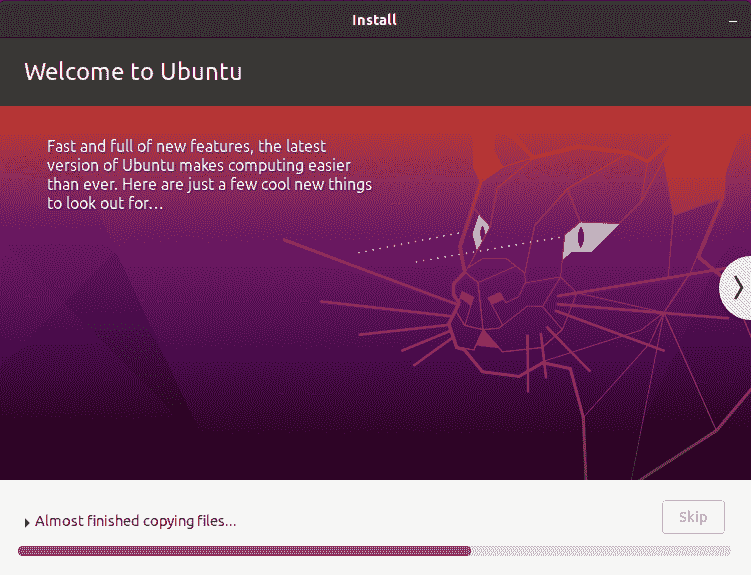 Install
Welcome to Ubuntu
Fast and full of new features, the latest
version of Ubuntu makes computing easier
than ever. Here are just a few cool new things
to look out for…
Almost finished copying files...
Skip